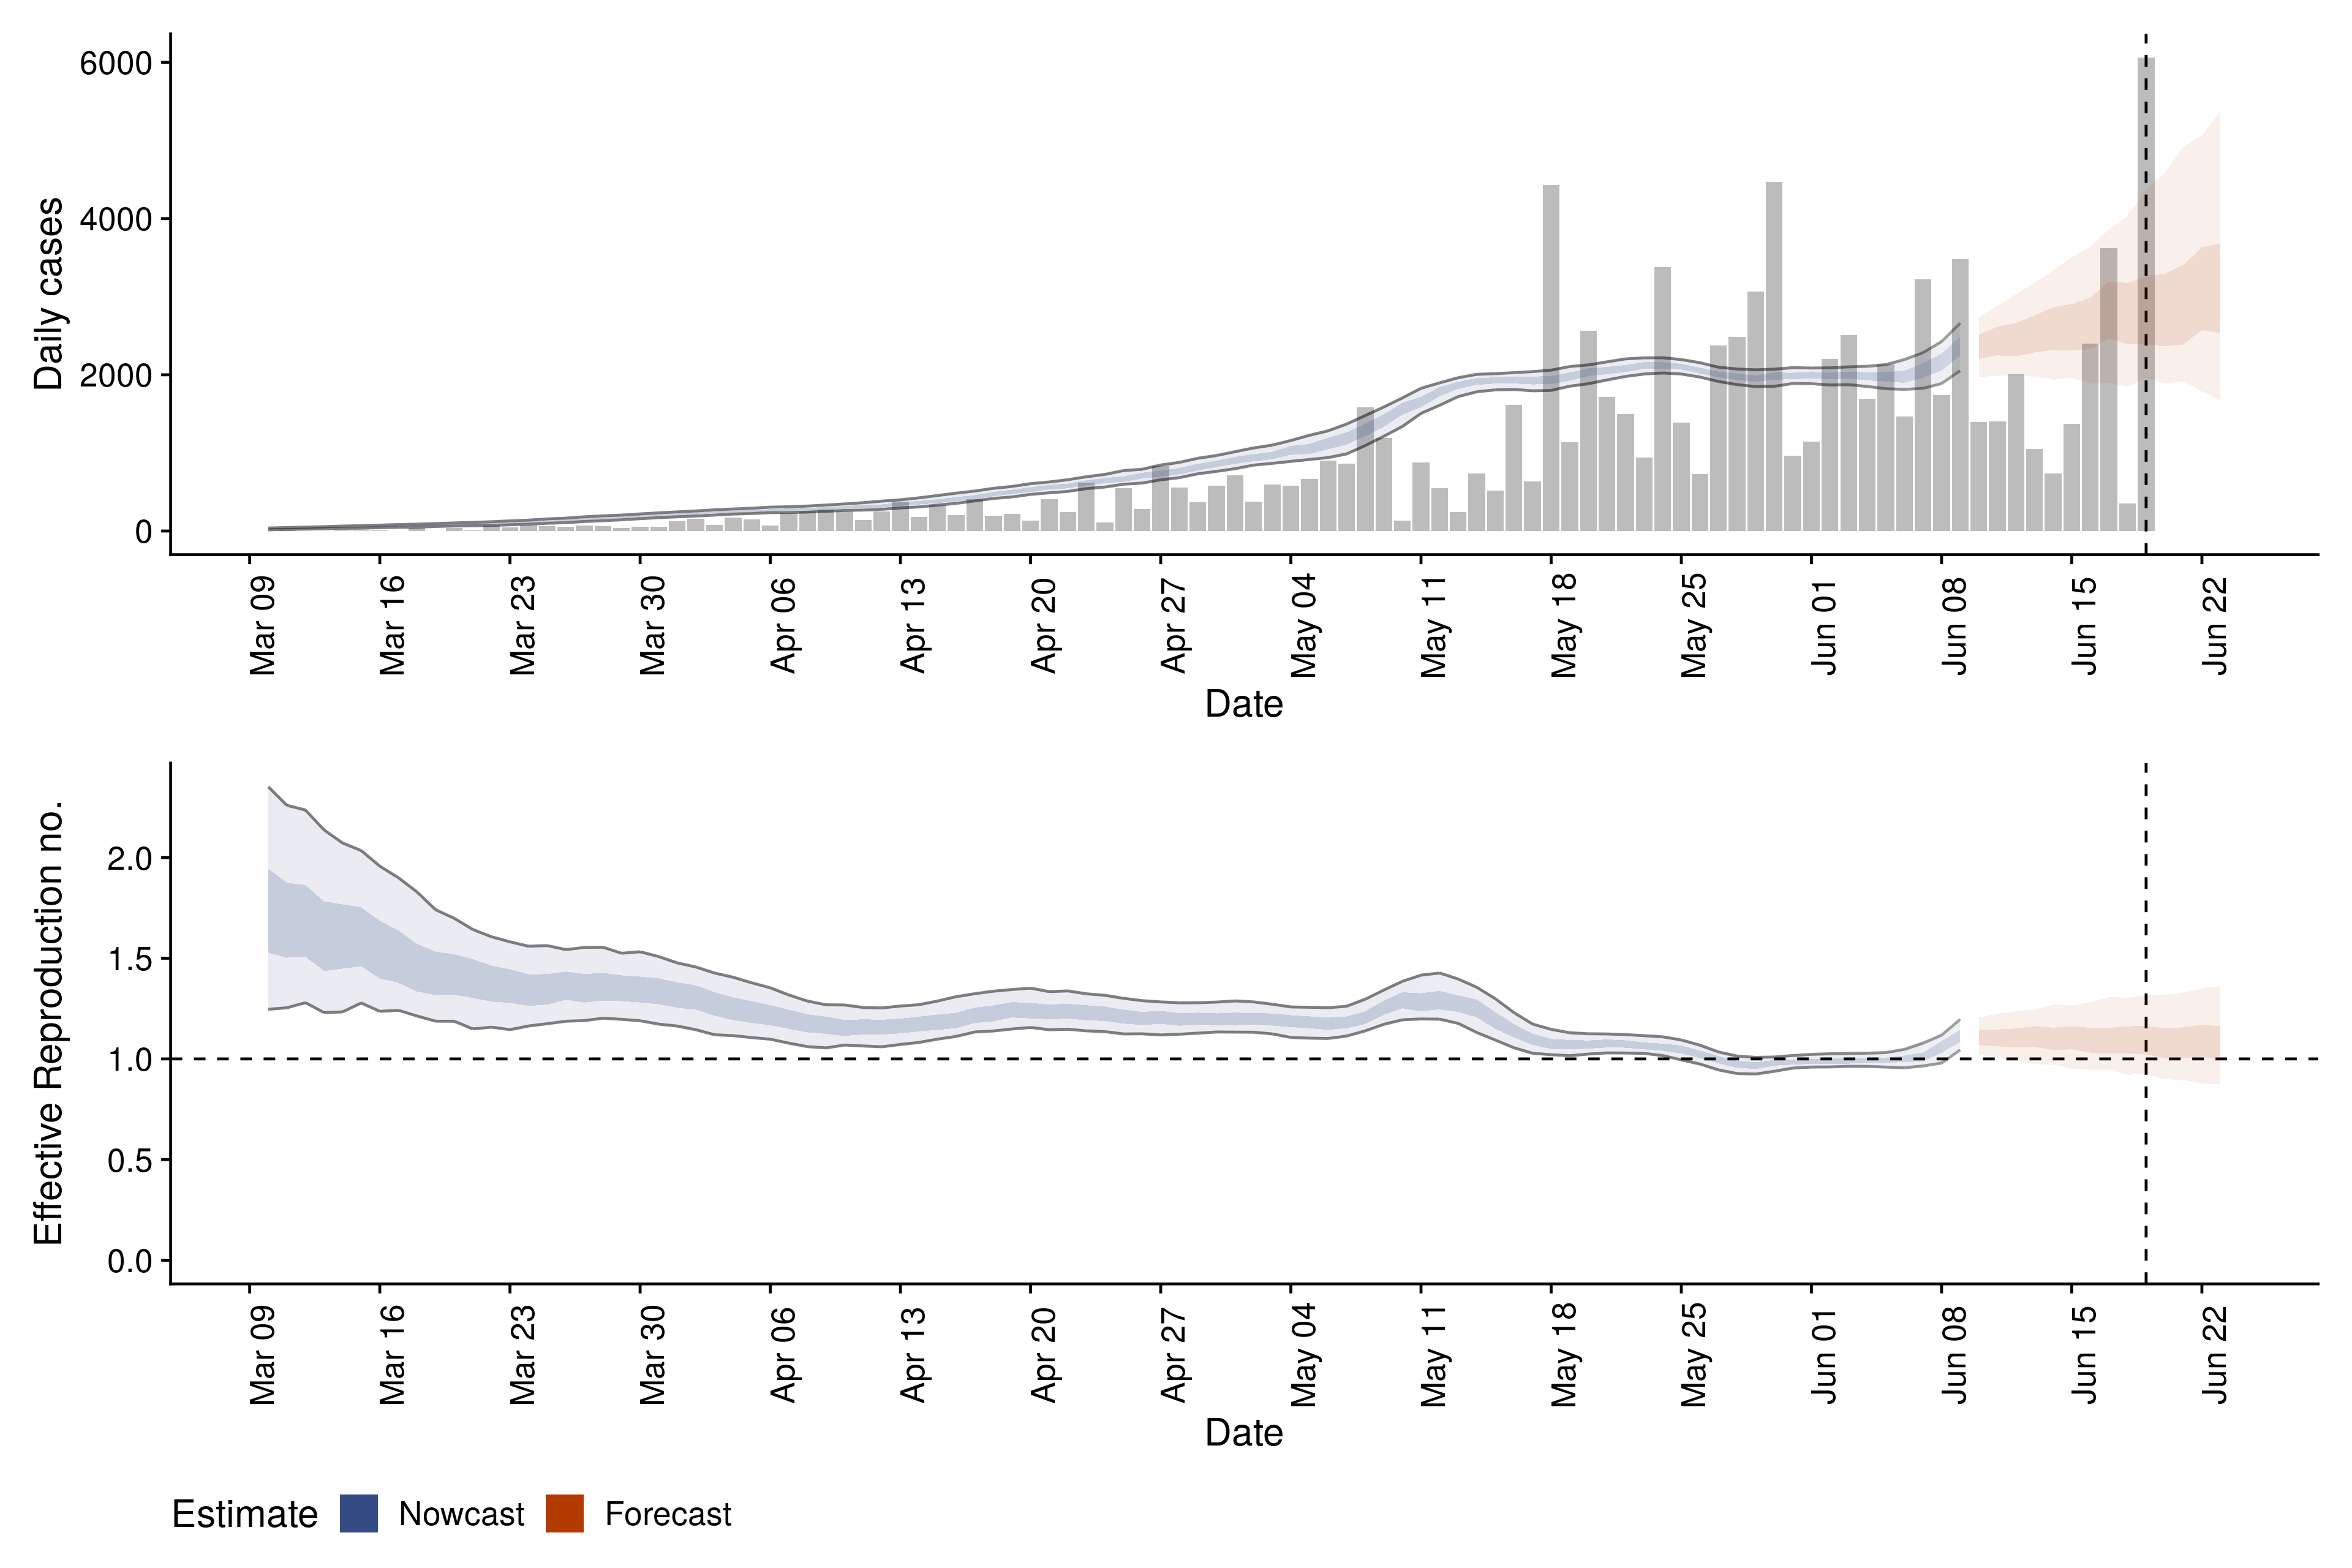 Daily cases
6000
4000
2000
0
Mar 09
Mar 16
Mar 23
Mar 30
Apr 06
Apr 13
Apr 20
Apr 27
May 04
May 11
May 18
May 25
Jun 01
Jun 08
Jun 15
Jun 22
Date
Effective Reproduction no.
2.0
1.5
1.0
0.5
0.0
Mar 09
Mar 16
Mar 23
Mar 30
Apr 06
Apr 13
Apr 20
Apr 27
May 04
May 11
May 18
May 25
Jun 01
Jun 08
Jun 15
Jun 22
Date
Estimate Nowcast Forecast